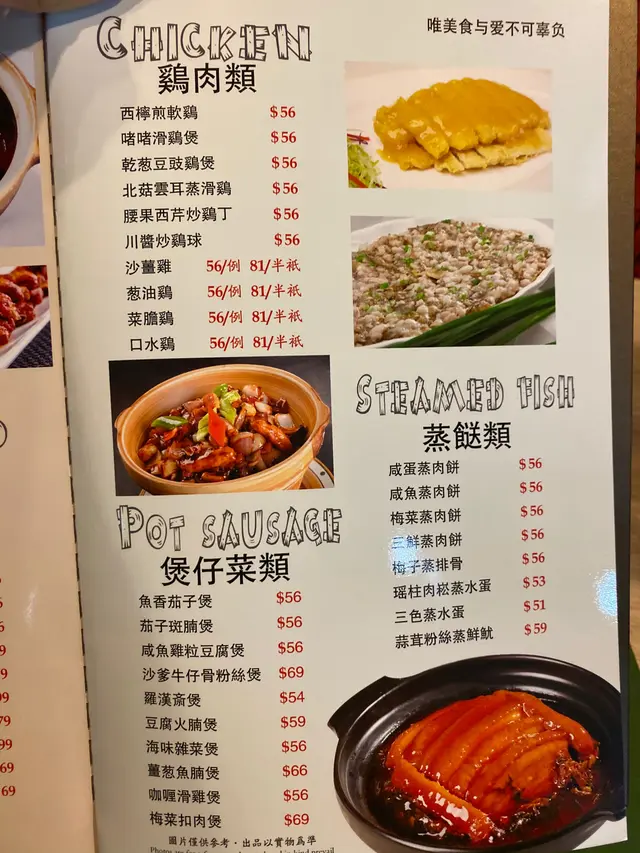 唯美食与爱不可辜负
CHICKEN
鷄肉類
西檸煎軟鷄 $56
啫啫滑鷄煲 $56
乾葱豆豉鷄煲 $56
北菇雲耳蒸滑鷄 $56
腰果西芹炒鷄丁 $56
川醬炒鷄球 $56
沙薑雞 56/例 81/半衹
葱油鷄 56/例 81/半衹
菜膽鷄 56/例 81/半衹
口水鷄 56/例 81/半衹
POT SAUSAGE
煲仔菜類
魚香茄子煲 $56
茄子斑腩煲 $56
咸魚雞粒豆腐煲 $56
沙爹牛仔骨粉絲煲 $69
羅漢斎煲 $54
豆腐火腩煲 $59
海味雜菜煲 $56
薑葱魚腩煲 $66
咖喱滑雞煲 $56
梅菜扣肉煲 $69
圖片僅供參考，出品以實物爲準
STEAMED FISH
蒸餸類
咸蛋蒸肉餅 $56
咸魚蒸肉餅 $56
梅菜蒸肉餅 $56
三鮮蒸肉餅 $56
梅子蒸排骨 $56
瑶柱肉崧蒸水蛋 $53
三色蒸水蛋 $51
蒜茸粉絲蒸鮮魷 $59